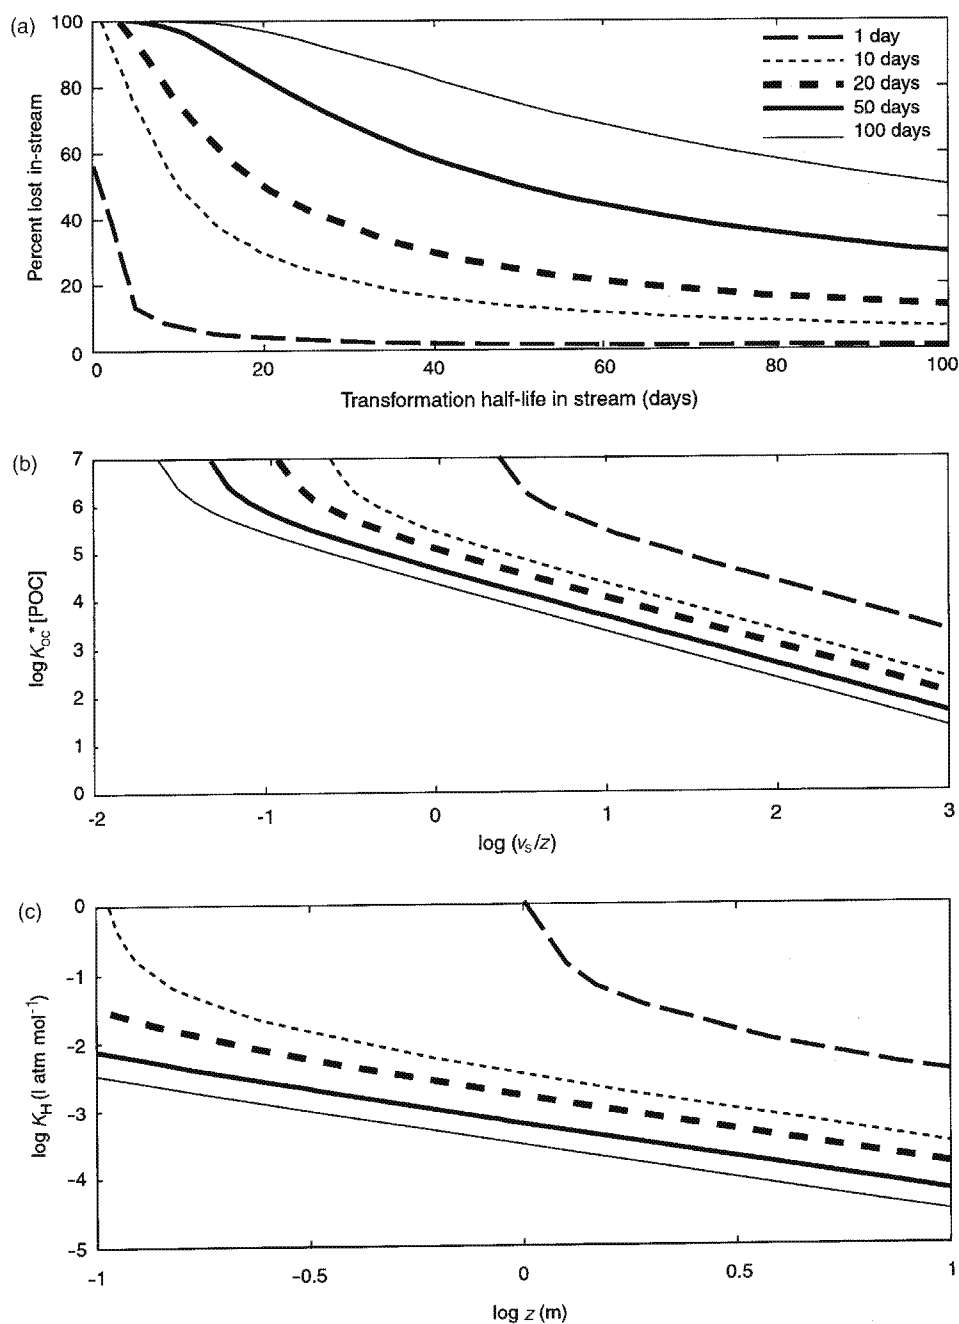 (a)
100
80
60
40
20
0
Percent lost in-stream
1 day
10 days
20 days
50 days
100 days
0 20 40 60 80 100
Transformation half-life in stream (days)
(b)
7
6
5
4
3
2
1
0
log K_oc* [POC]
-2 -1 0 1 2 3
log (v_s/z)
(c)
0
-1
-2
-3
-4
-5
log K_H (l atm mol⁻¹)
-1 -0.5 0 0.5 1
log z (m)